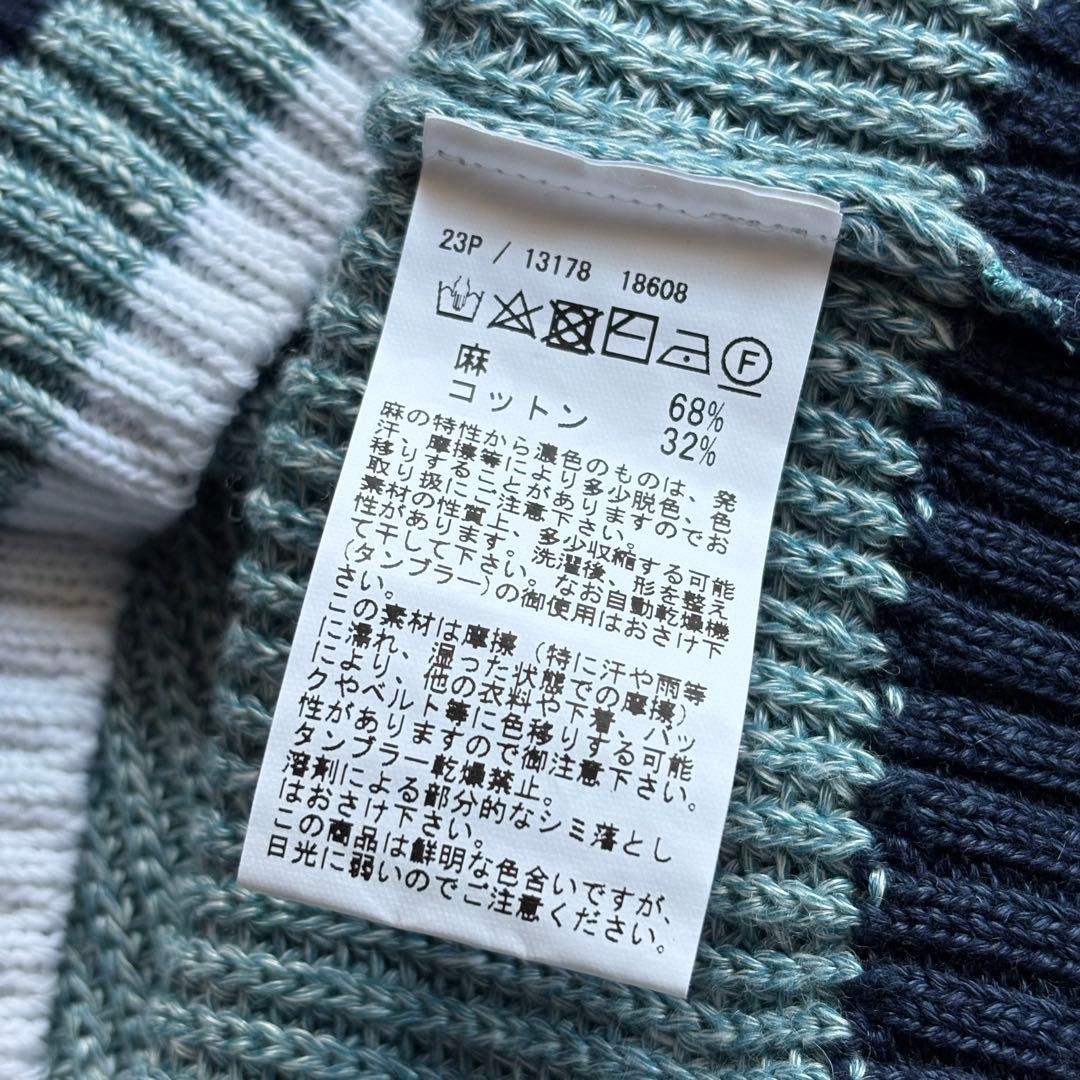 23P / 13178 18608
F
麻 68%
コットン 32%
麻の特性から濃色のものは、発
汗、摩擦等により多少脱色、色
移りすることがありますのでお
取り扱にご注意下さい。
素材の性質上、多少収縮する可能
性があります。洗濯後、形を整え
て干して下さい。なお自動乾燥機
(タンブラー)の御使用はおさけ下
さい。
この素材は摩擦(特に汗や雨等
に濡れ、湿った状態での摩擦)
により、他の衣料や下着、バッ
クやベルト等に色移りする可能
性がありますので御注意下さい。
タンブラー乾燥禁止。
溶剤による部分的なシミ落とし
はおさけ下さい。
この商品は鮮明な色合いですが、
日光に弱いのでご注意ください。